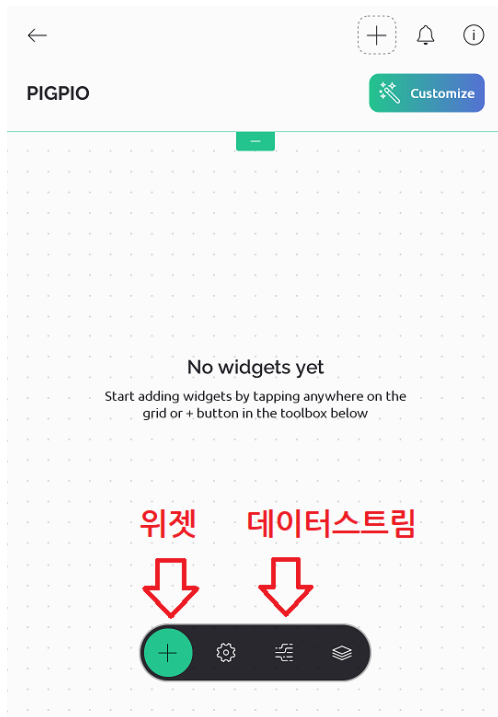 PIGPIO
Customize
No widgets yet
Start adding widgets by tapping anywhere on the
grid or + button in the toolbox below
위젯
데이터스트림